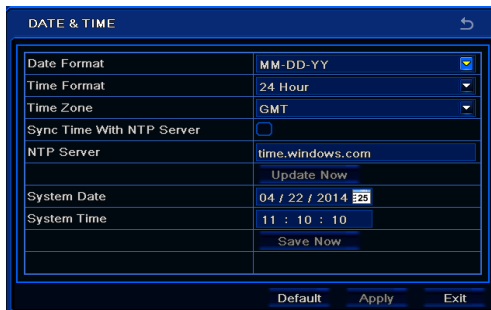 DATE & TIME
Date Format MM-DD-YY
Time Format 24 Hour
Time Zone GMT
Sync Time With NTP Server
NTP Server time.windows.com
Update Now
System Date 04 / 22 / 2014 25
System Time 11 : 10 : 10
Save Now
Default Apply Exit